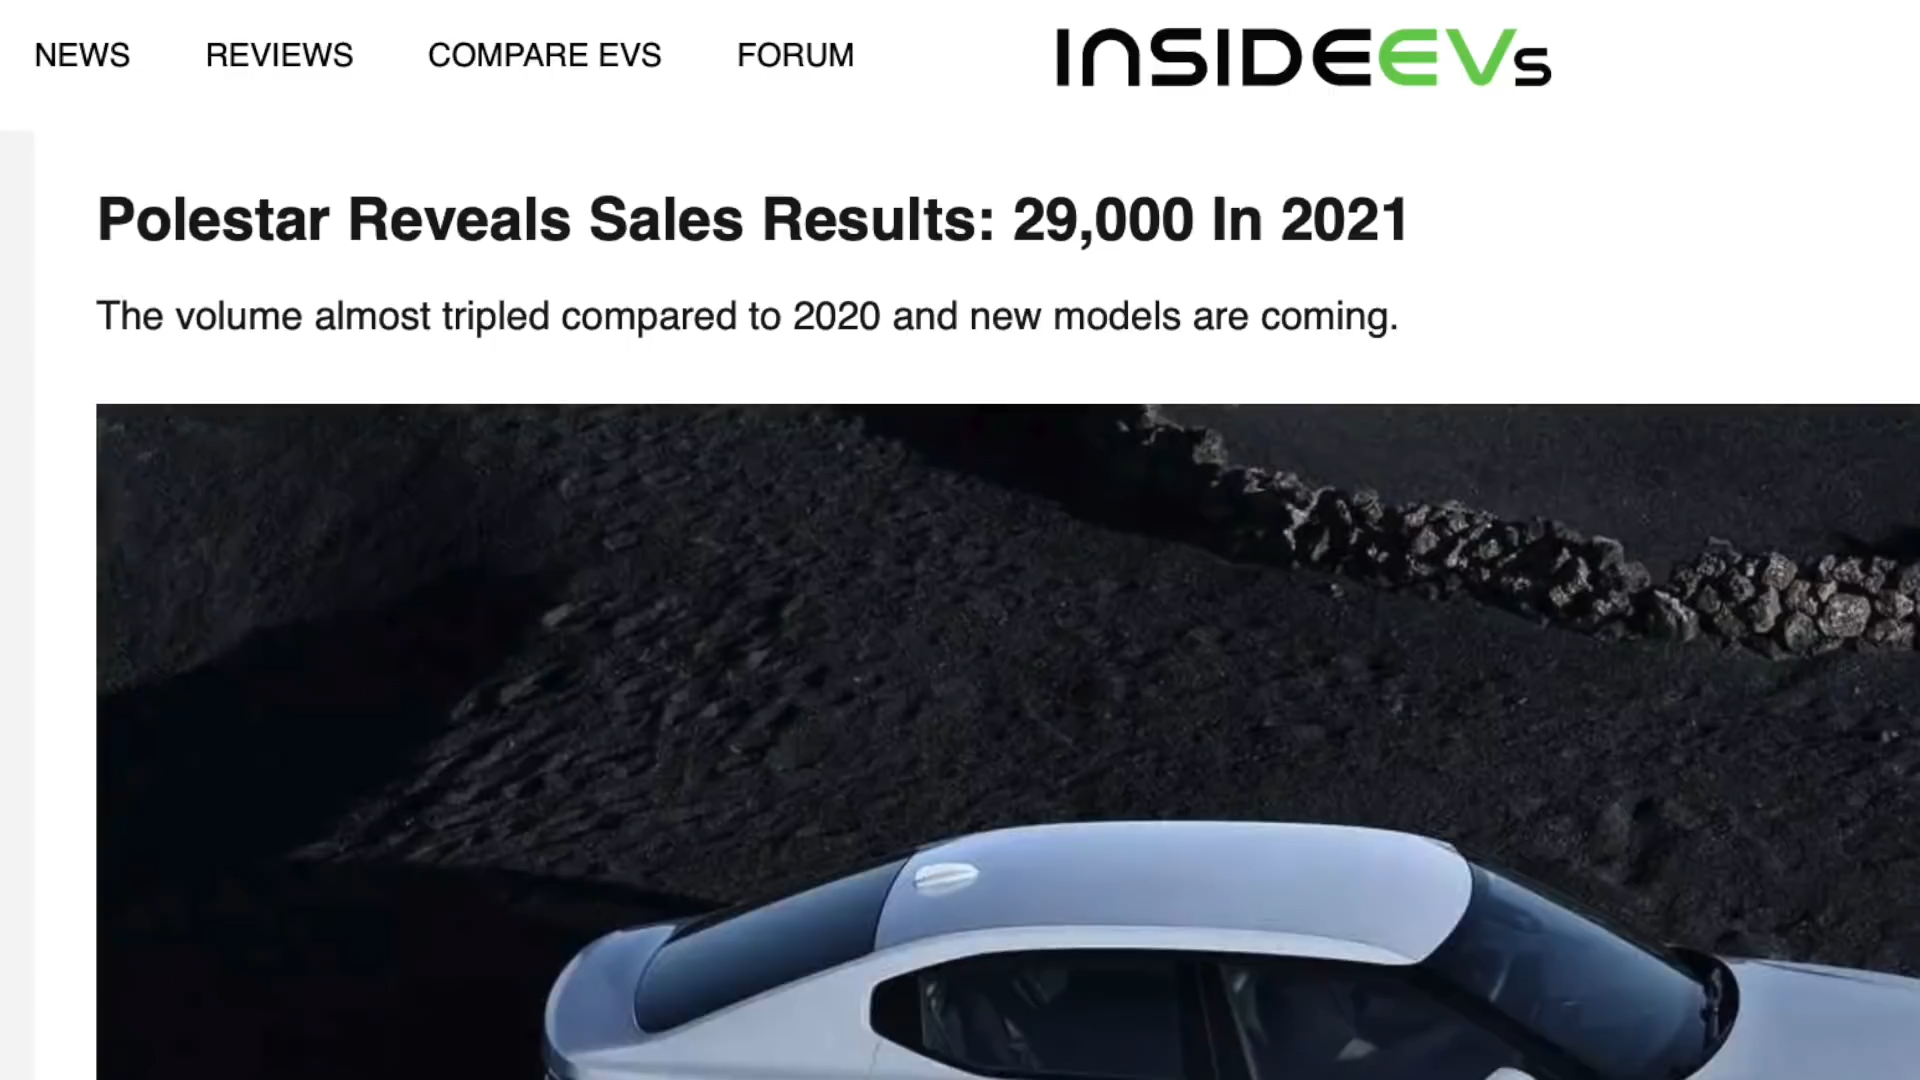 NEWS REVIEWS COMPARE EVS FORUM INSIDEEVs
Polestar Reveals Sales Results: 29,000 In 2021
The volume almost tripled compared to 2020 and new models are coming.